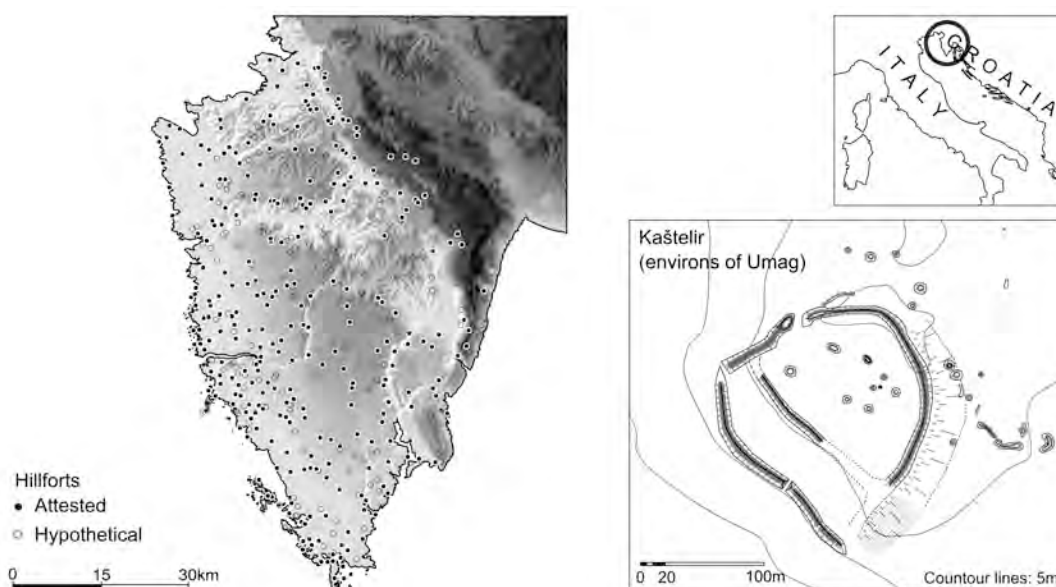 Hillforts
Attested
Hypothetical
0 15 30km
ITALY
CROATIA
Kaštelir
(environs of Umag)
0 20 100m
Countour lines: 5m